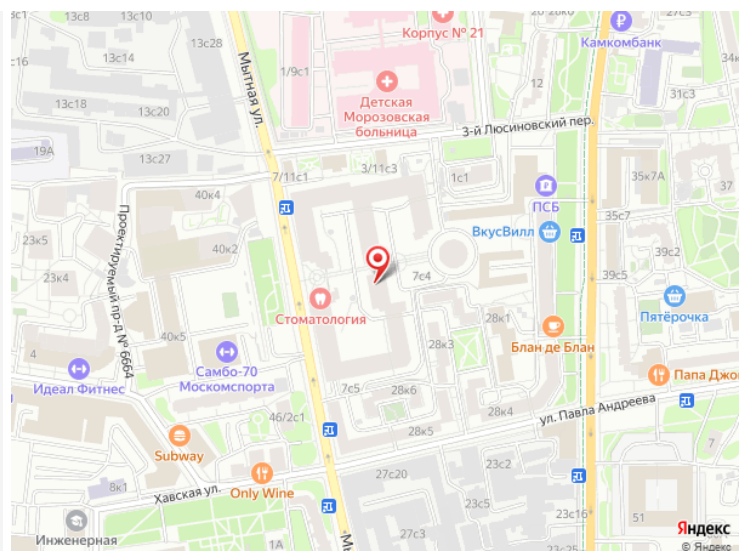 27с3
Корпус № 21
Камкомбанк
13с28
1/9с1
13с18
13с14
13с20
12
31с3
Мытная ул.
Детская
Морозовская
больница
3-й Люсиновский пер.
19А
13с27
7/11с1
3/11с3
1с1
35к7А
40к4
ПСБ
35с7
Проектируемый пр-д № 6664
23к5
40к2
ВкусВилл
39с2
23к4
7с4
39с5
Стоматология
28к1
Пятёрочка
40к5
28к3
Блан де Блан
4
Самбо-70
Москомспорта
Идеал Фитнес
7с5
28к6
Папа Джо
46/2с1
28к4
ул. Павла Андреева
28к5
Subway
23с2
7
8к1
Хавская ул.
Only Wine
27с20
23с12
51
23с16
Инженерная
1А
27с3
Яндекс
© Яндекс